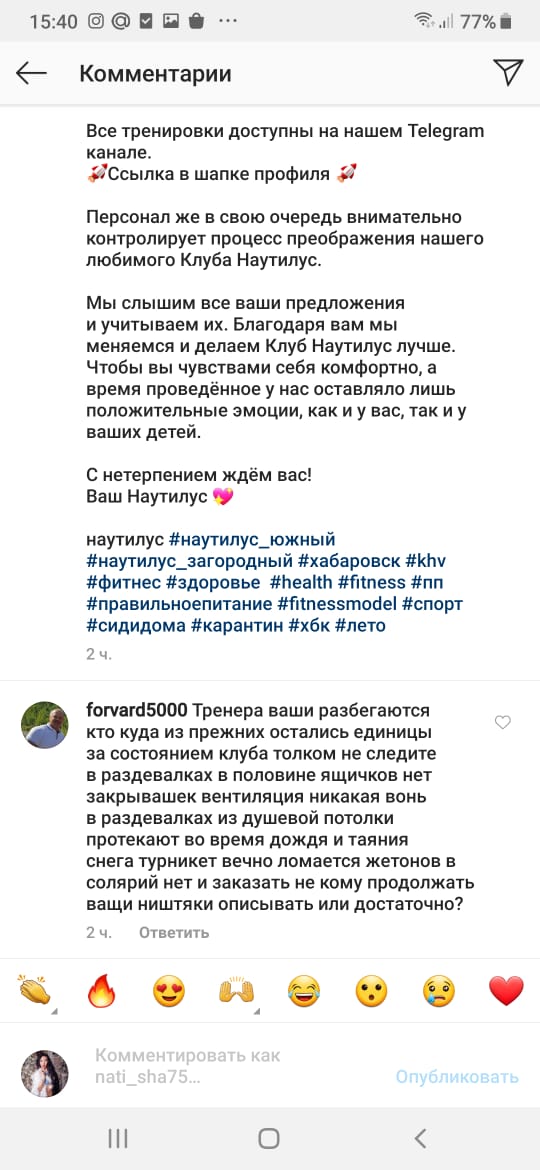 15:40
77%
Комментарии
Все тренировки доступны на нашем Telegram
канале.
🚀Ссылка в шапке профиля 🚀
Персонал же в свою очередь внимательно
контролирует процесс преображения нашего
любимого Клуба Наутилус.
Мы слышим все ваши предложения
и учитываем их. Благодаря вам мы
меняемся и делаем Клуб Наутилус лучше.
Чтобы вы чувствами себя комфортно, а
время проведённое у нас оставляло лишь
положительные эмоции, как и у вас, так и у
ваших детей.
С нетерпением ждём вас!
Ваш Наутилус 💖
наутилус #наутилус_южный
#наутилус_загородный #хабаровск #khv
#фитнес #здоровье #health #fitness #пп
#правильноепитание #fitnessmodel #спорт
#сидидома #карантин #хбк #лето
2 ч.
forvard5000 Тренера ваши разбегаются
кто куда из прежних остались единицы
за состоянием клуба толком не следите
в раздевалках в половине ящичков нет
закрывашек вентиляция никакая вонь
в раздевалках из душевой потолки
протекают во время дождя и таяния
снега турникет вечно ломается жетонов в
солярий нет и заказать не кому продолжать
ващи ништяки описывать или достаточно?
2 ч. Ответить
Комментировать как
nati_sha75...
Опубликовать